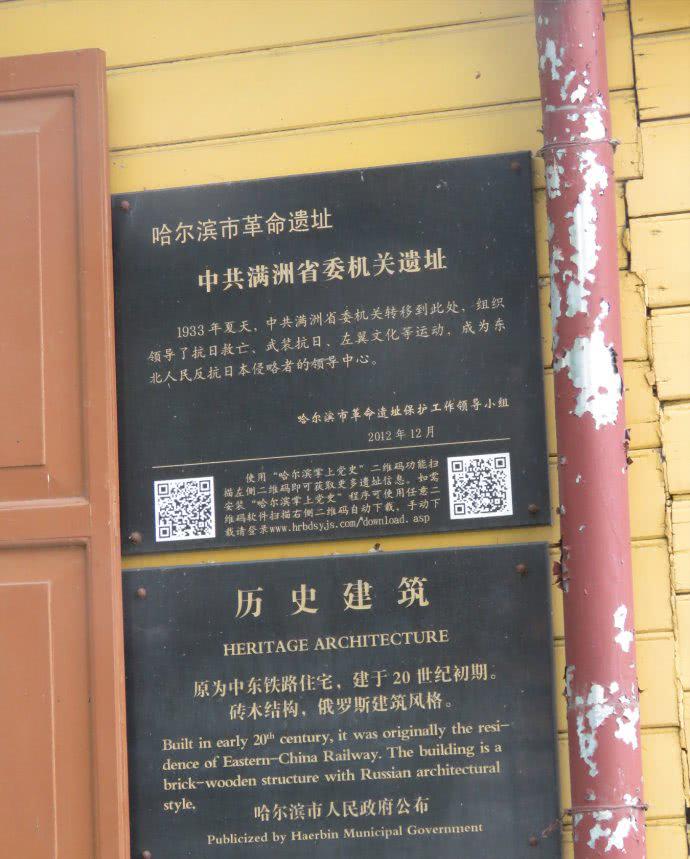 哈尔滨市革命遗址
中共满洲省委机关遗址
1933年夏天，中共满洲省委机关转移到此处，组织
领导了抗日救亡、武装抗日、左翼文化等运动，成为东
北人民反抗日本侵略者的领导中心。
哈尔滨市革命遗址保护工作领导小组
2012年12月
使用“哈尔滨掌上党史”二维码功能扫
描左侧二维码即可获取更多遗址信息。如需
安装“哈尔滨掌上党史”程序可使用任意二
维码软件扫描右侧二维码自动下载，手动下
载请登录www.hrbdsyjs.com/download.asp
历史建筑
HERITAGE ARCHITECTURE
原为中东铁路住宅，建于20世纪初期。
砖木结构，俄罗斯建筑风格。
Built in early 20th century, it was originally the resi-
dence of Eastern-China Railway. The building is a
brick-wooden structure with Russian architectural
style.
哈尔滨市人民政府公布
Publicized by Haerbin Municipal Government